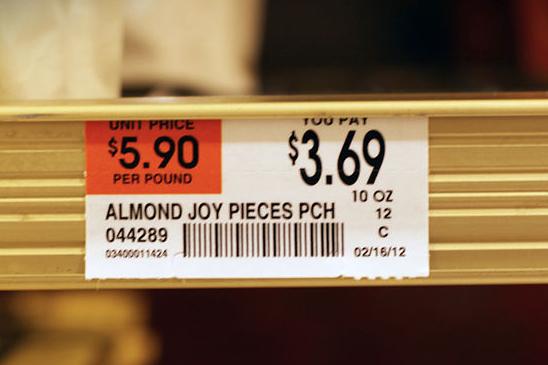 UNIT PRICE
$5.90
PER POUND
YOU PAY
$3.69
10 OZ
ALMOND JOY PIECES PCH
12
044289
C
03400011424
02/16/12